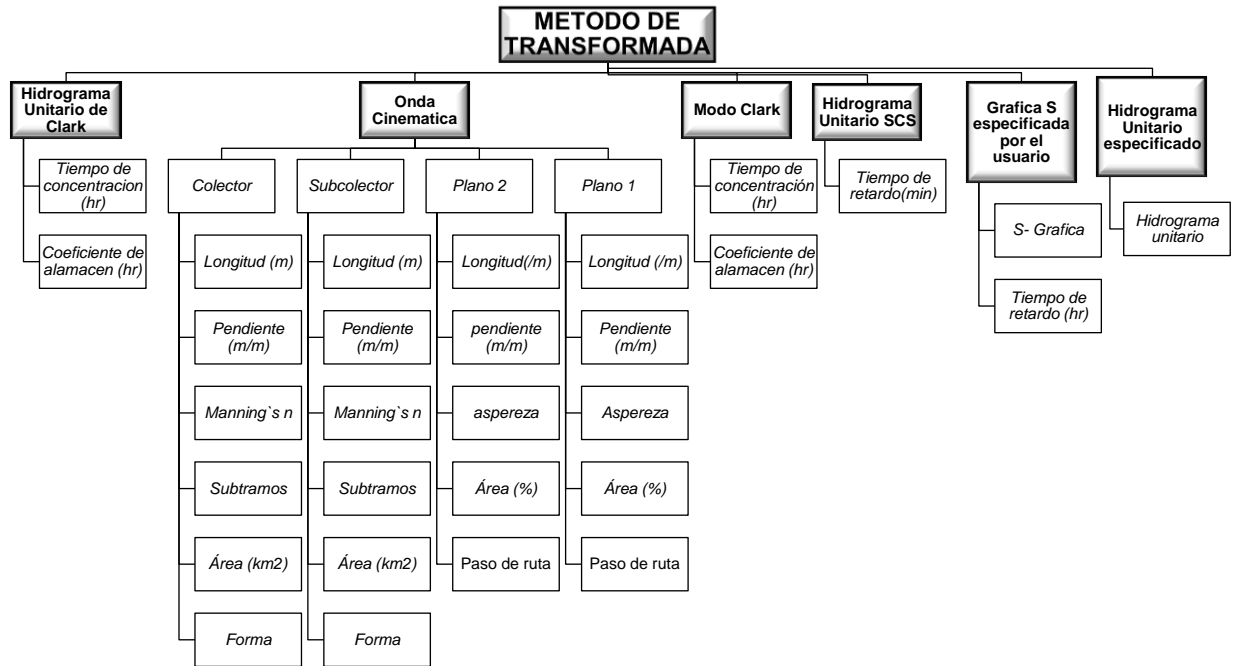 METODO DE
TRANSFORMADA
Hidrograma
Unitario de
Clark
Tiempo de
concentracion
(hr)
Coeficiente de
alamacen (hr)
Onda
Cinematica
Colector
Longitud (m)
Pendiente
(m/m)
Manning`s n
Subtramos
Área (km2)
Forma
Subcolector
Longitud (m)
Pendiente
(m/m)
Manning`s n
Subtramos
Área (km2)
Forma
Plano 2
Longitud(/m)
pendiente
(m/m)
aspereza
Área (%)
Paso de ruta
Plano 1
Longitud (/m)
Pendiente
(m/m)
Aspereza
Área (%)
Paso de ruta
Modo Clark
Tiempo de
concentración
(hr)
Coeficiente de
alamacen (hr)
Hidrograma
Unitario SCS
Tiempo de
retardo(min)
Grafica S
especificada
por el
usuario
S- Grafica
Tiempo de
retardo (hr)
Hidrograma
Unitario
especificado
Hidrograma
unitario